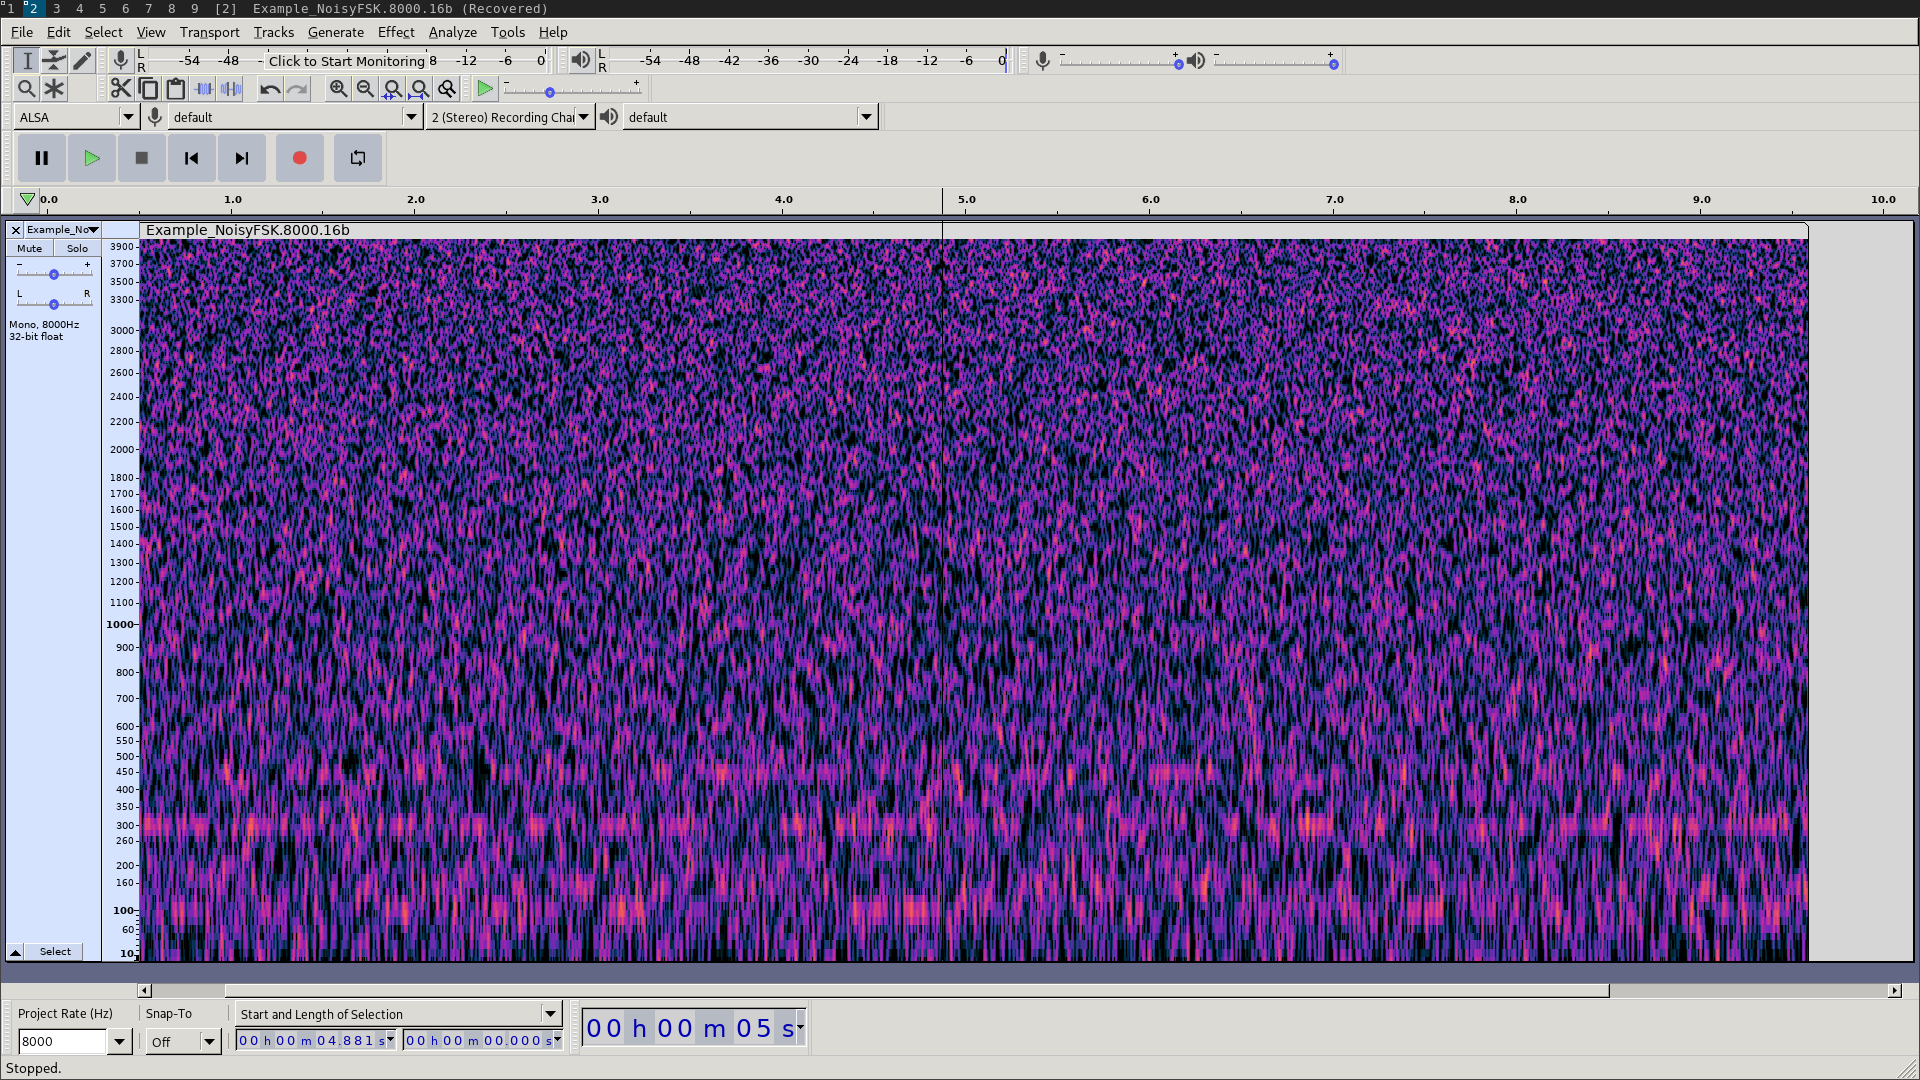 1 2 3 4 5 6 7 8 9 [2] Example_NoisyFSK.8000.16b (Recovered)
File Edit Select View Transport Tracks Generate Effect Analyze Tools Help
L R -54 -48 Click to Start Monitoring 8 -12 -6 0 L R -54 -48 -42 -36 -30 -24 -18 -12 -6 0 - + - +
- +
ALSA default 2 (Stereo) Recording Chai default
0.0 1.0 2.0 3.0 4.0 5.0 6.0 7.0 8.0 9.0 10.0
Example_No Example_NoisyFSK.8000.16b
Mute Solo
- +
L R
Mono, 8000Hz
32-bit float
3900
3700
3500
3300
3000
2800
2600
2400
2200
2000
1800
1700
1600
1500
1400
1300
1200
1100
1000
900
800
700
600
550
500
450
400
350
300
260
200
160
100
60
10
Select
Project Rate (Hz) Snap-To Start and Length of Selection
8000 Off 00 h 00 m 04.881 s 00 h 00 m 00.000 s 00 h 00 m 05 s
Stopped.